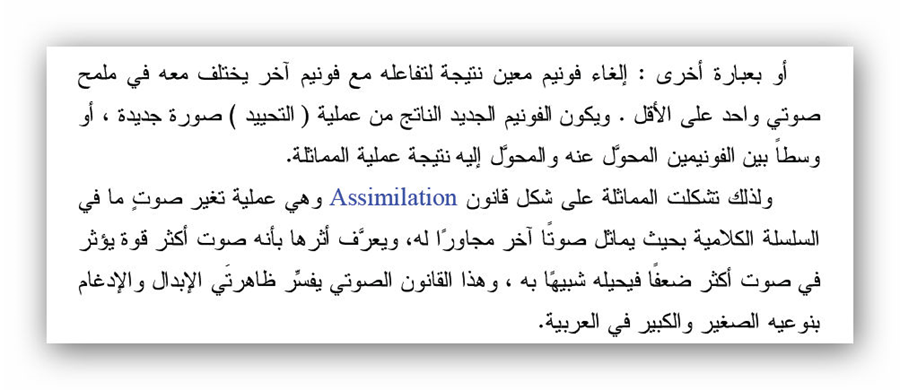 أو بعبارة أخرى : إلغاء فونيم معين نتيجة لتفاعله مع فونيم آخر يختلف معه في ملمح
صوتي واحد على الأقل . ويكون الفونيم الجديد الناتج من عملية ( التحييد ) صورة جديدة ، أو
وسطاً بين الفونيمين المحوَّل عنه والمحوَّل إليه نتيجة عملية المماثلة.
ولذلك تشكلت المماثلة على شكل قانون Assimilation وهي عملية تغير صوتٍ ما في
السلسلة الكلامية بحيث يماثل صوتًا آخر مجاورًا له، ويعرَّف أثرها بأنه صوت أكثر قوة يؤثر
في صوت أكثر ضعفًا فيحيله شبيهًا به ، وهذا القانون الصوتي يفسِّر ظاهرتَي الإبدال والإدغام
بنوعيه الصغير والكبير في العربية.